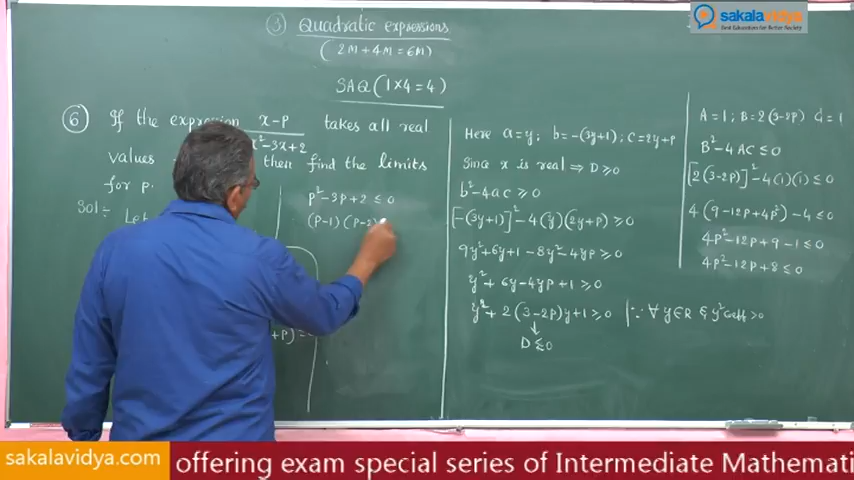 ③ Quadratic expressions
(2M + 4M = 6M)
SAQ (1×4 = 4)
⑥ If the expression x-p / x²-3x+2 takes all real
values then find the limits
for p.
Sol:- Let
p²-3p+2 ≤ 0
(p-1)(p-2)
+p)=
Here a=y; b=-(3y+1); c=2y+p
Since x is real ⇒ D ≥ 0
b²-4ac ≥ 0
[-(3y+1)]²-4(y)(2y+p) ≥ 0
9y²+6y+1-8y²-4yp ≥ 0
y²+6y-4yp+1 ≥ 0
y²+2(3-2p)y+1 ≥ 0 | ∵ ∀ y∈R & y² coeff >0
↓
D ≤ 0
A=1; B=2(3-2p) C=1
B²-4AC ≤ 0
[2(3-2p)]²-4(1)(1) ≤ 0
4(9-12p+4p²)-4 ≤ 0
4p²-12p+9-1 ≤ 0
4p²-12p+8 ≤ 0
sakalavidya
Best Educators for Better Society
sakalavidya.com offering exam special series of Intermediate Mathemati